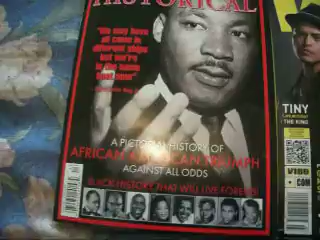 HISTORICAL
"We may have
all come in
different ships
but we're
in the same
boat now"
A PICTORIAL HISTORY OF
AFRICAN AMERICAN TRIUMPH
AGAINST ALL ODDS
BLACK HISTORY THAT WILL LIVE FOREVER
TINY
THE KING
VIBE
.COM